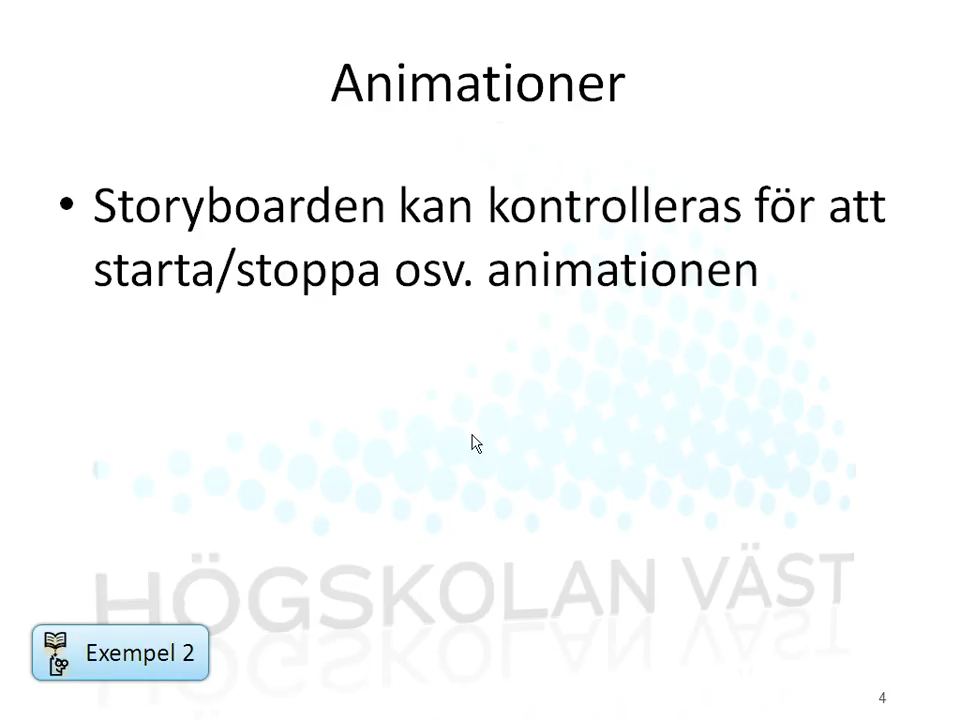 Animationer
• Storyboarden kan kontrolleras för att
starta/stoppa osv. animationen
HÖGSKOLAN VÄST
Exempel 2
4